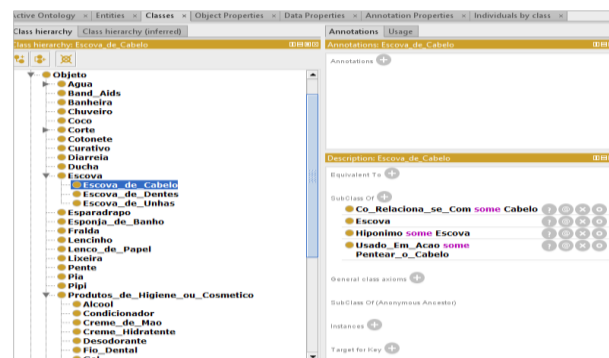 Active Ontology × Entities × Classes × Object Properties × Data Properties × Annotation Properties × Individuals by class ×
Class hierarchy Class hierarchy (inferred)
Class hierarchy: Escova_de_Cabelo
Objeto
Agua
Band_Aids
Banheira
Chuveiro
Coco
Corte
Cotonete
Curativo
Diarreia
Ducha
Escova
Escova_de_Cabelo
Escova_de_Dentes
Escova_de_Unhas
Esparadrapo
Esponja_de_Banho
Fralda
Lencinho
Lenco_de_Papel
Lixeira
Pente
Pia
Pipi
Produtos_de_Higiene_ou_Cosmetico
Alcool
Condicionador
Creme_de_Mao
Creme_Hidratante
Desodorante
Fio_Dental
Annotations Usage
Annotations: Escova_de_Cabelo
Annotations
Description: Escova_de_Cabelo
Equivalent To
SubClass Of
Co_Relaciona_se_Com some Cabelo
Escova
Hiponimo some Escova
Usado_Em_Acao some
Pentear_o_Cabelo
General class axioms
SubClass Of (Anonymous Ancestor)
Instances
Target for Key